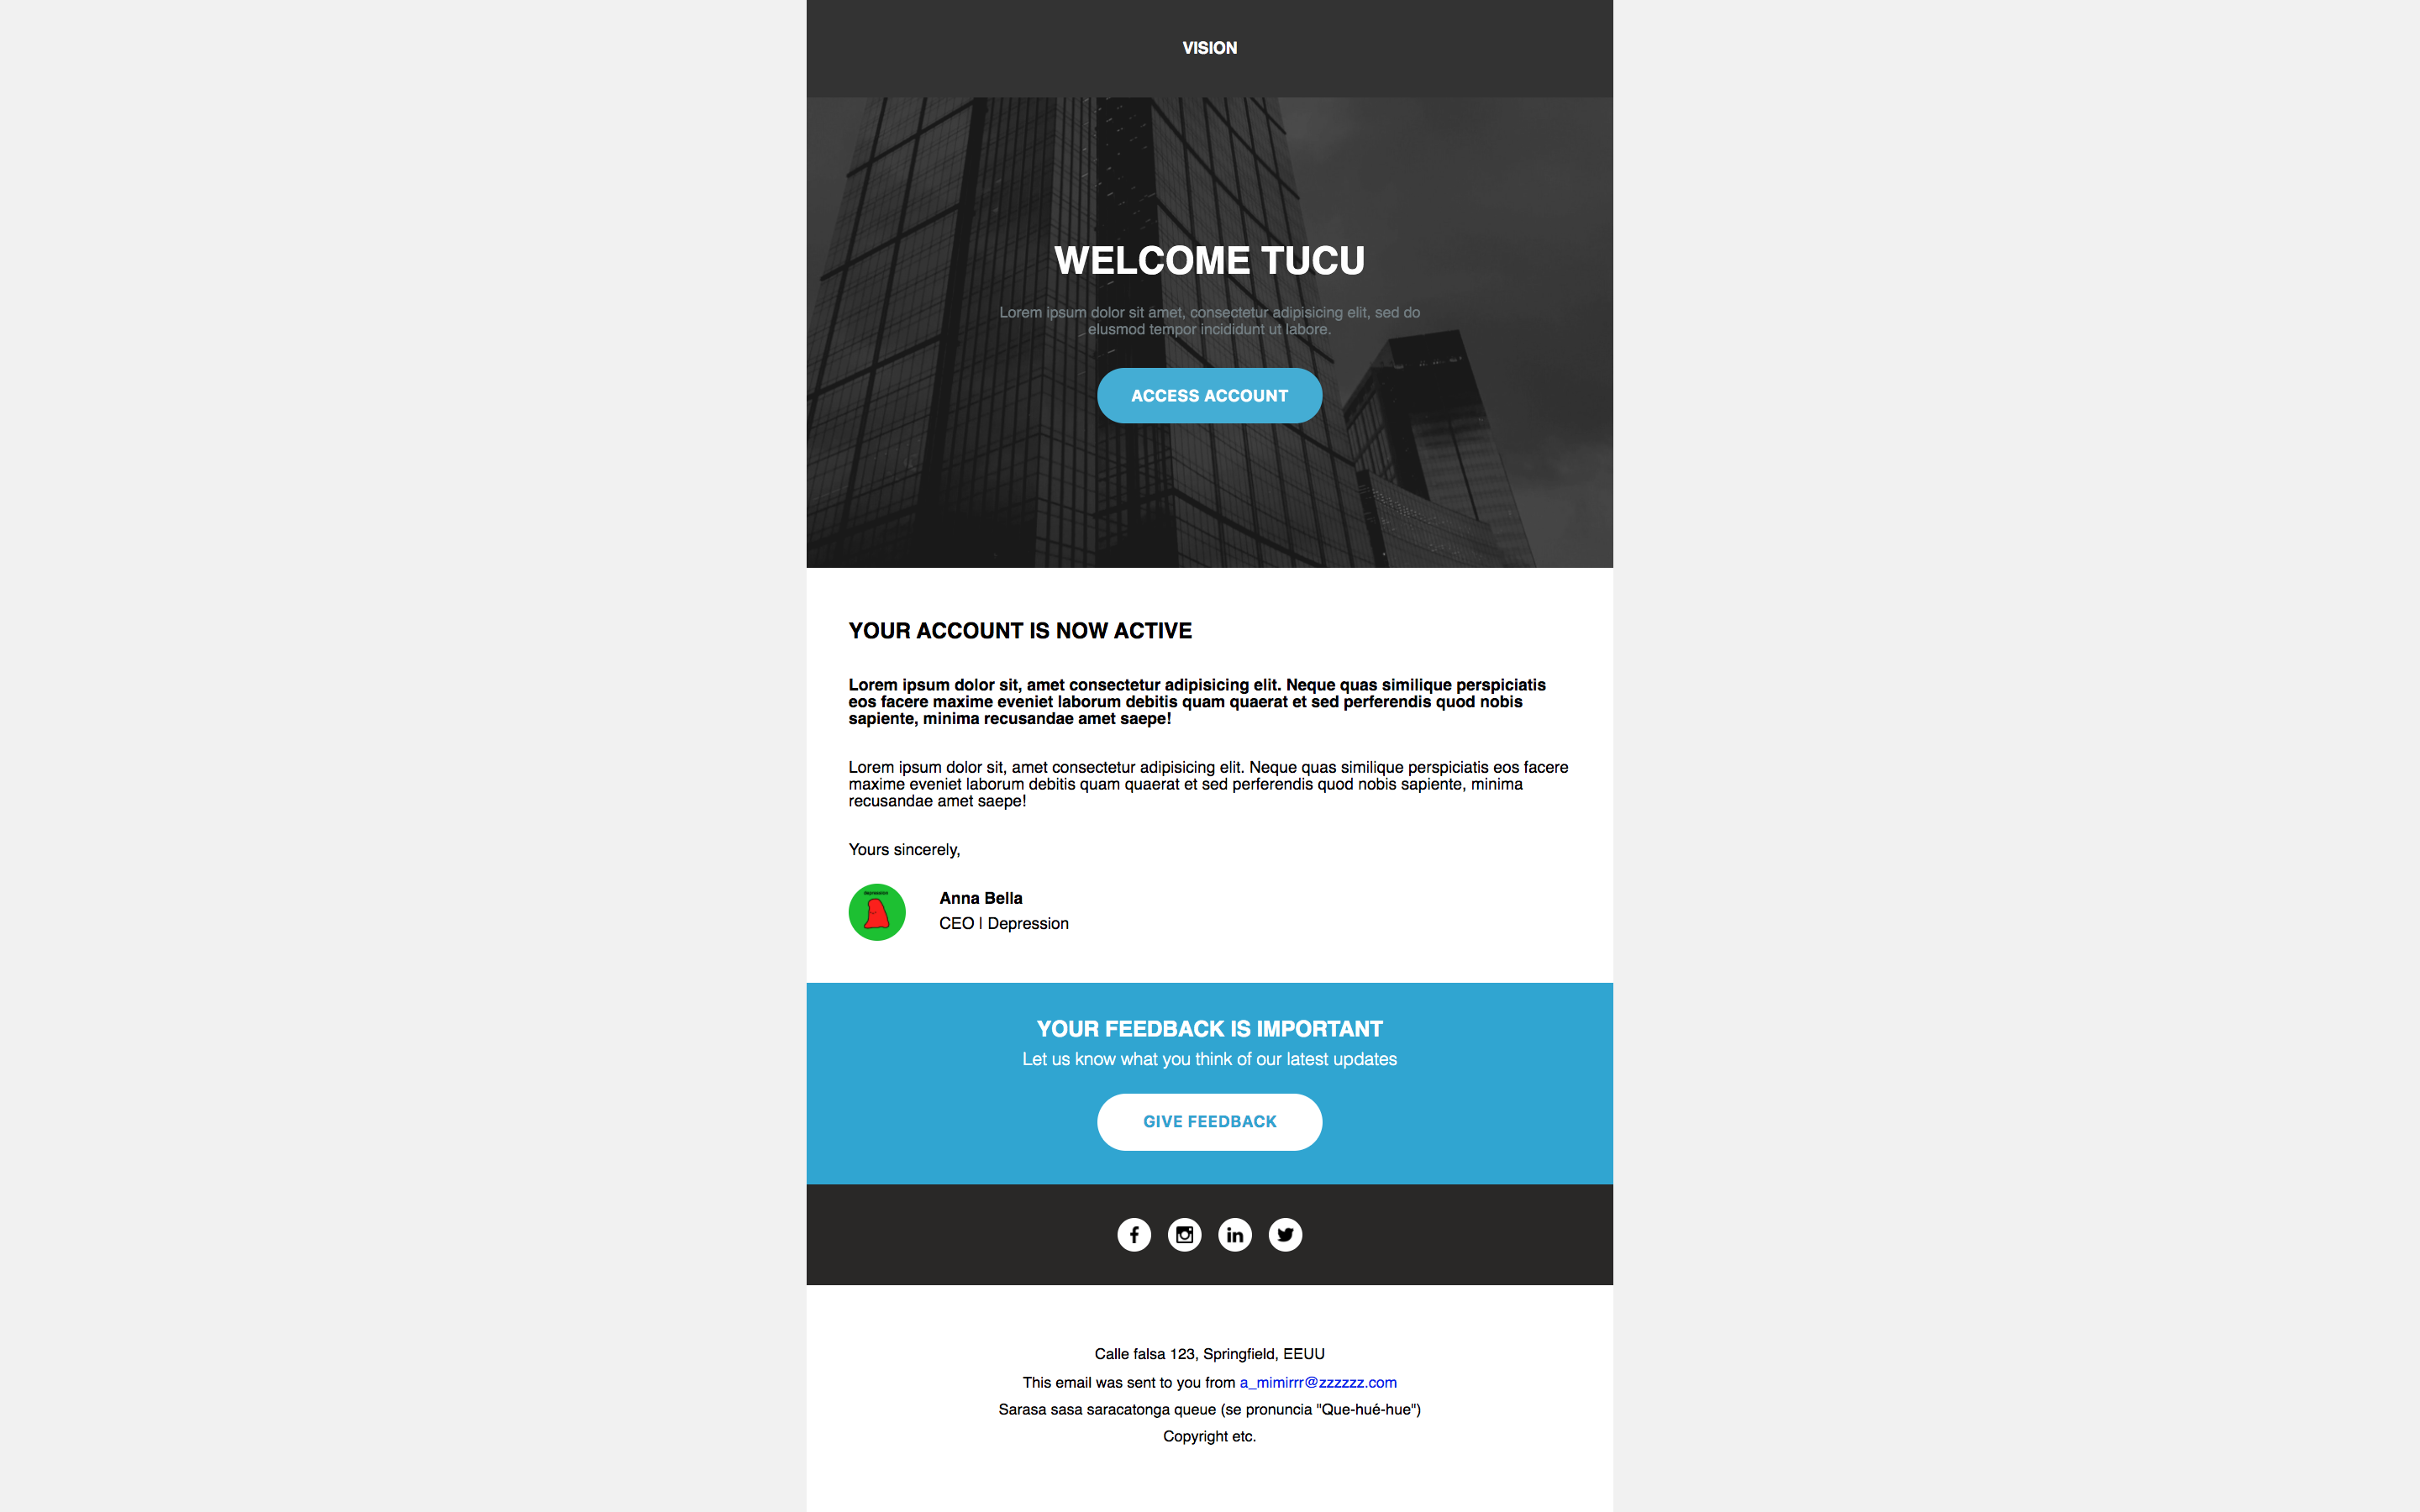 VISION
WELCOME TUCU
Lorem ipsum dolor sit amet, consectetur adipisicing elit, sed do
elusmod tempor incididunt ut labore.
ACCESS ACCOUNT
YOUR ACCOUNT IS NOW ACTIVE
Lorem ipsum dolor sit, amet consectetur adipisicing elit. Neque quas similique perspiciatis
eos facere maxime eveniet laborum debitis quam quaerat et sed perferendis quod nobis
sapiente, minima recusandae amet saepe!
Lorem ipsum dolor sit, amet consectetur adipisicing elit. Neque quas similique perspiciatis eos facere
maxime eveniet laborum debitis quam quaerat et sed perferendis quod nobis sapiente, minima
recusandae amet saepe!
Yours sincerely,
depression
Anna Bella
CEO | Depression
YOUR FEEDBACK IS IMPORTANT
Let us know what you think of our latest updates
GIVE FEEDBACK
Calle falsa 123, Springfield, EEUU
This email was sent to you from a_mimirrr@zzzzzz.com
Sarasa sasa saracatonga queue (se pronuncia "Que-hué-hue")
Copyright etc.